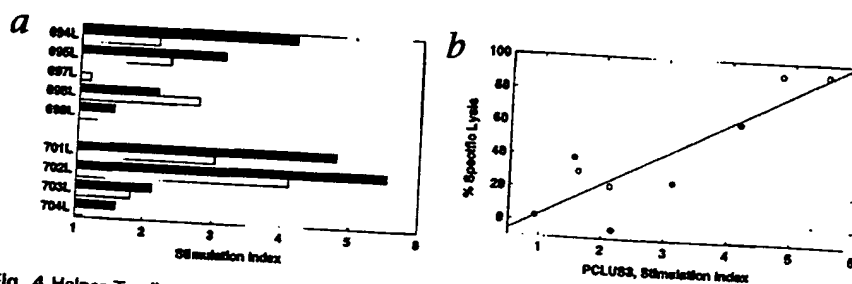 a
694L
695L
697L
698L
699L
701L
702L
703L
704L
1 2 3 4 5 6
Stimulation Index
b
100
80
60
40
20
0
% Specific Lysis
1 2 3 4 5 6
PCLUS3, Stimulation Index
Fig. 4 Helper